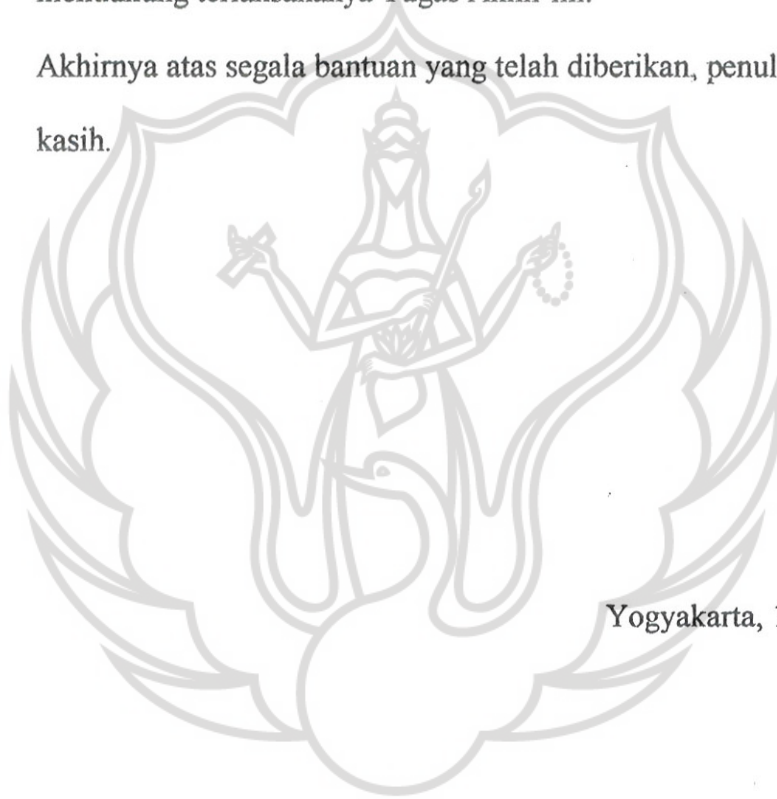 Akhirnya atas segala bantuan yang telah diberikan, penul
kasih.
Yogyakarta,